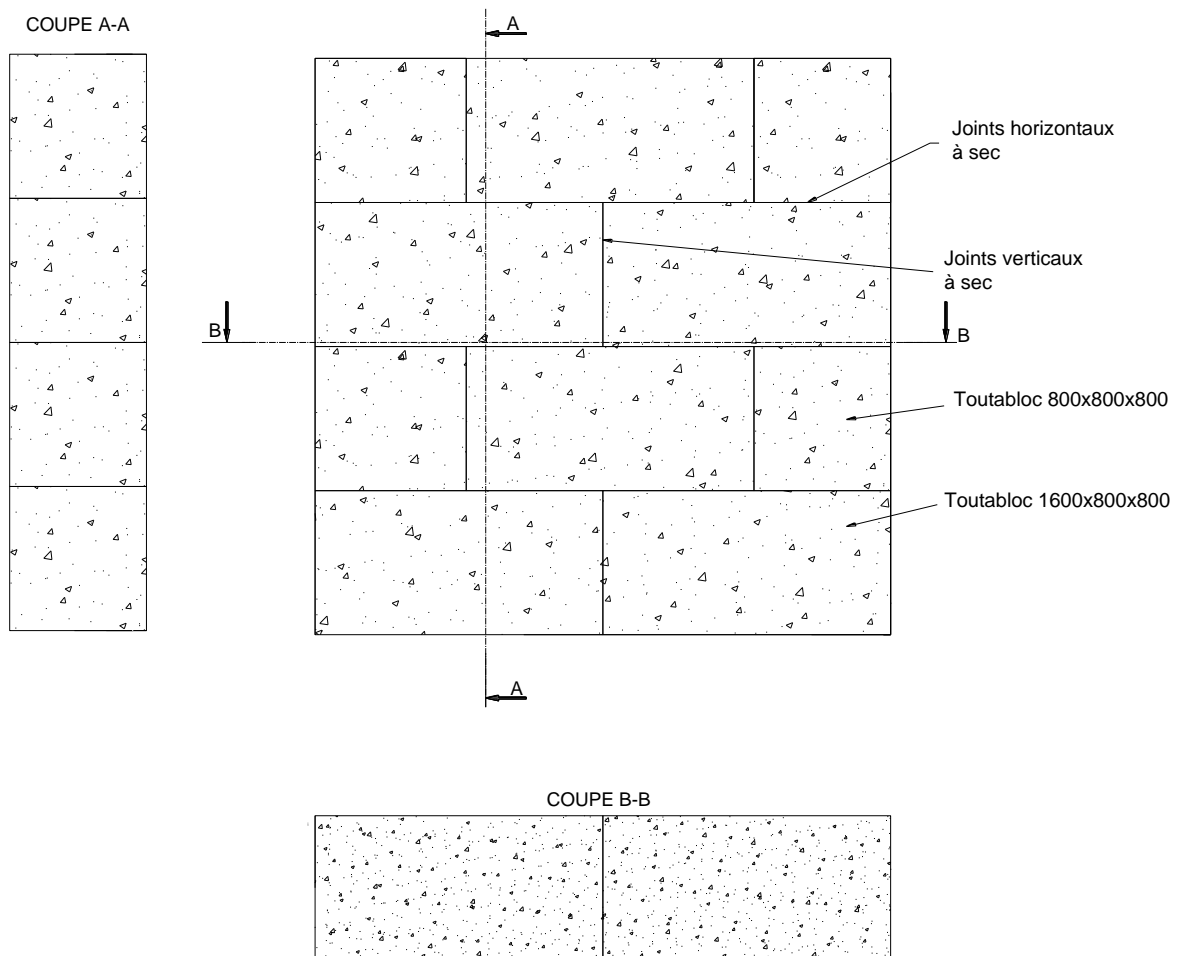 COUPE A-A
A
Joints horizontaux
à sec
Joints verticaux
à sec
B
B
Toutabloc 800x800x800
Toutabloc 1600x800x800
A
COUPE B-B